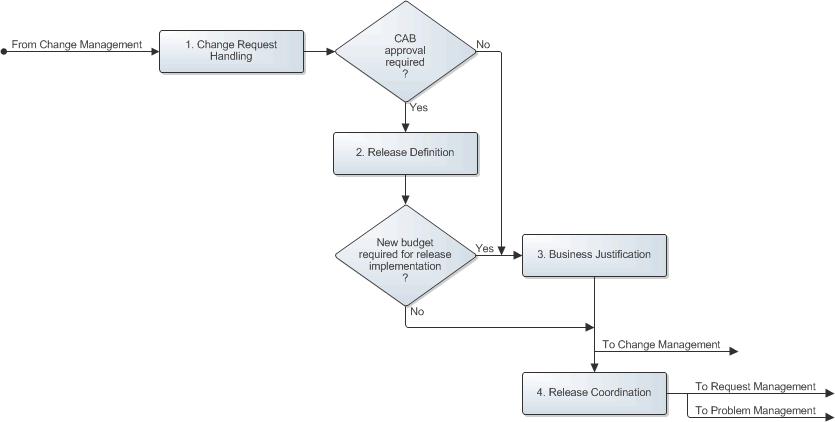 From Change Management
1. Change Request
Handling
CAB
approval
required
?
No
Yes
2. Release Definition
New budget
required for release
implementation
?
Yes
3. Business Justification
No
To Change Management
4. Release Coordination
To Request Management
To Problem Management